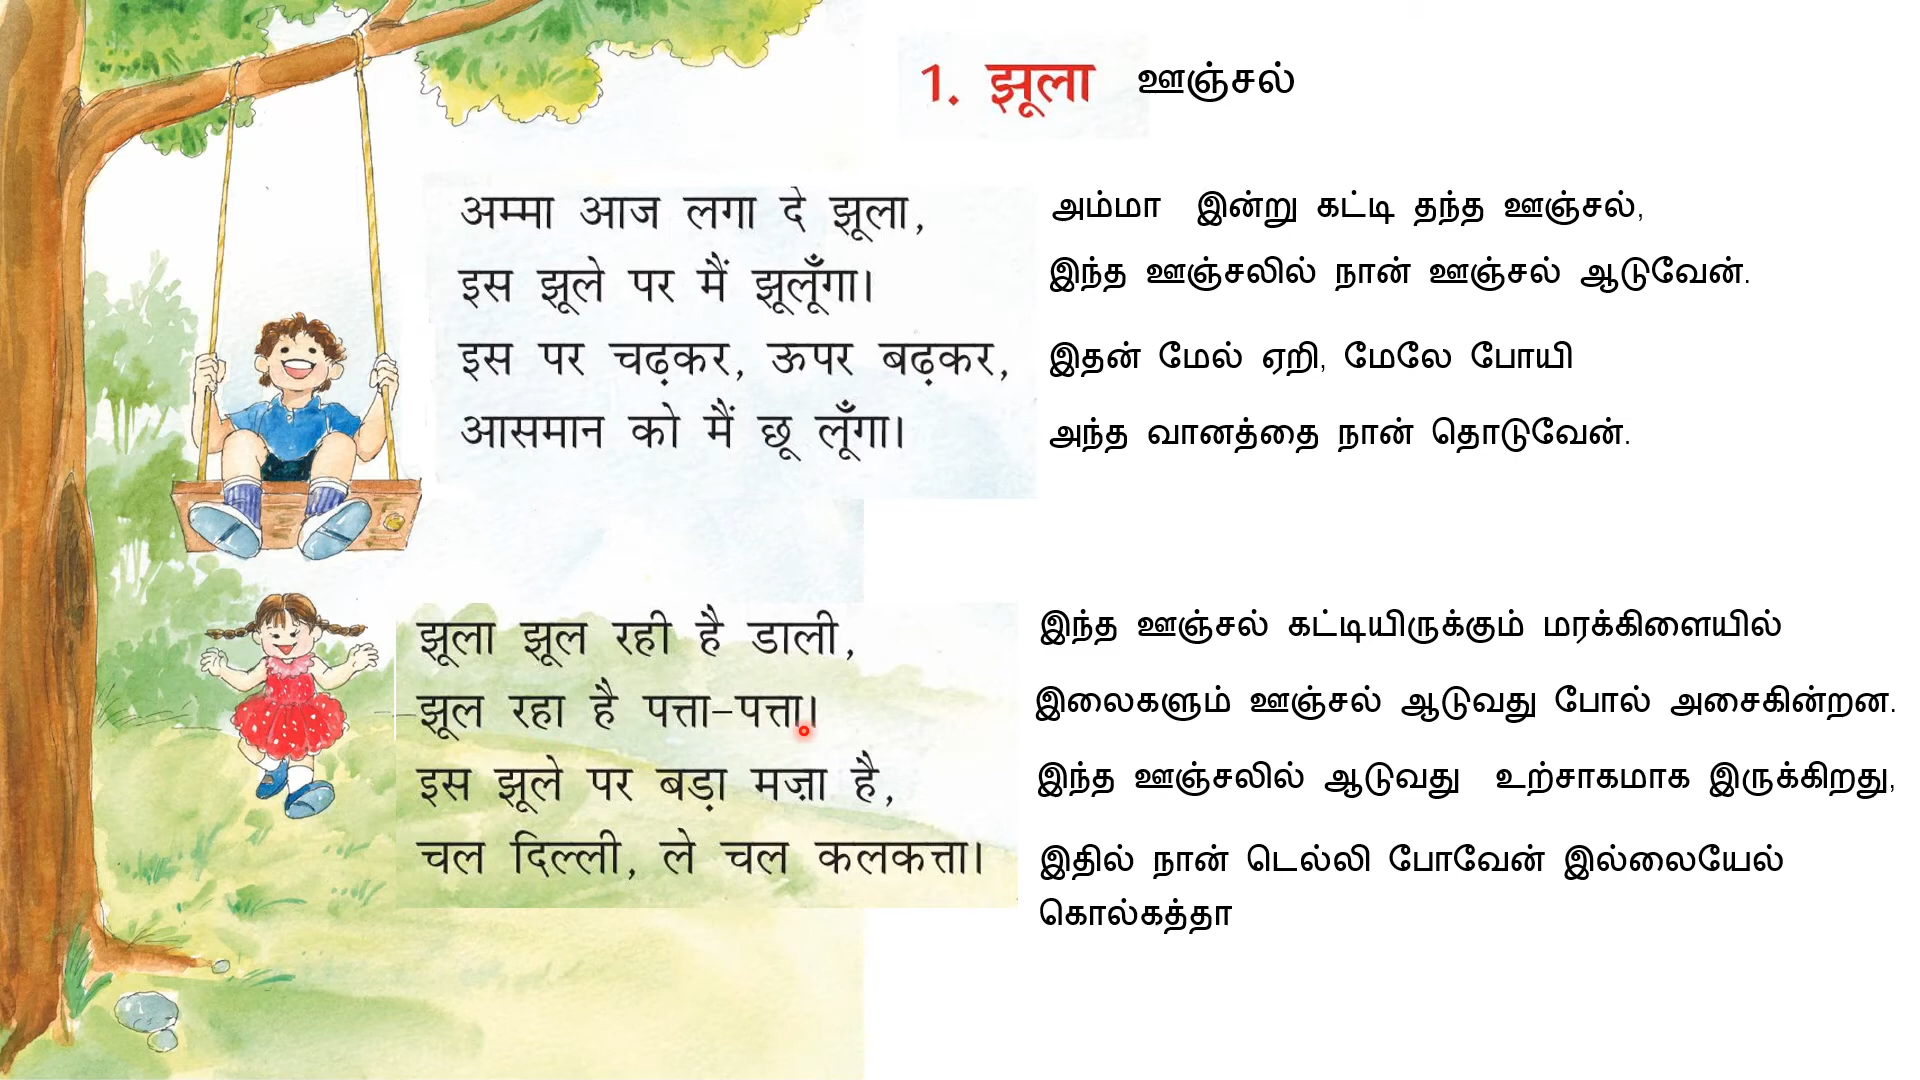 1. झूला ஊஞ்சல்
अम्मा आज लगा दे झूला,
இன்று கட்டி தந்த ஊஞ்சல்,
इस झूले पर मैं झूलूँगा।
இந்த ஊஞ்சலில் நான் ஊஞ்சல் ஆடுவேன்.
इस पर चढ़कर, ऊपर बढ़कर,
இதன் மேல் ஏறி, மேலே போயி
आसमान को मैं छू लूँगा।
அந்த வானத்தை நான் தொடுவேன்.
झूला झूल रही है डाली,
இந்த ஊஞ்சல் கட்டியிருக்கும் மரக்கிளையில்
झूल रहा है पत्ता-पत्ता।
இலைகளும் ஊஞ்சல் ஆடுவது போல் அசைகின்றன.
इस झूले पर बड़ा मज़ा है,
இந்த ஊஞ்சலில் ஆடுவது உற்சாகமாக இருக்கிறது,
चल दिल्ली, ले चल कलकत्ता।
இதில் நான் டெல்லி போவேன் இல்லையேல்
கொல்கத்தா